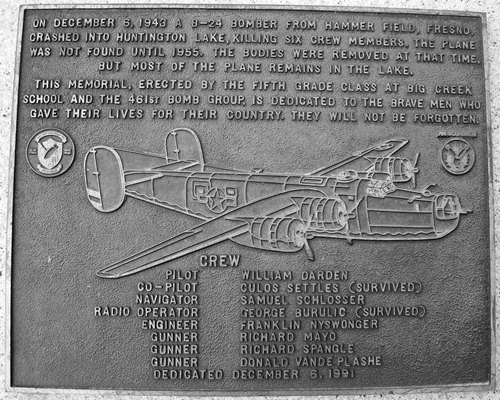 ON DECEMBER 6, 1943 A B-24 BOMBER FROM HAMMER FIELD, FRESNO,
CRASHED INTO HUNTINGTON LAKE, KILLING SIX CREW MEMBERS. THE PLANE
WAS NOT FOUND UNTIL 1955. THE BODIES WERE REMOVED AT THAT TIME,
BUT MOST OF THE PLANE REMAINS IN THE LAKE.
THIS MEMORIAL, ERECTED BY THE FIFTH GRADE CLASS AT BIG CREEK
SCHOOL AND THE 461ST BOMB GROUP, IS DEDICATED TO THE BRAVE MEN WHO
GAVE THEIR LIVES FOR THEIR COUNTRY. THEY WILL NOT BE FORGOTTEN.
CREW
PILOT WILLIAM DARDEN
CO-PILOT CULOS SETTLES (SURVIVED)
NAVIGATOR SAMUEL SCHLOSSER
RADIO OPERATOR GEORGE BURULIC (SURVIVED)
ENGINEER FRANKLIN NYSWONGER
GUNNER RICHARD MAYO
GUNNER RICHARD SPANGLE
GUNNER DONALD VANDE PLASHE
DEDICATED DECEMBER 6, 1991